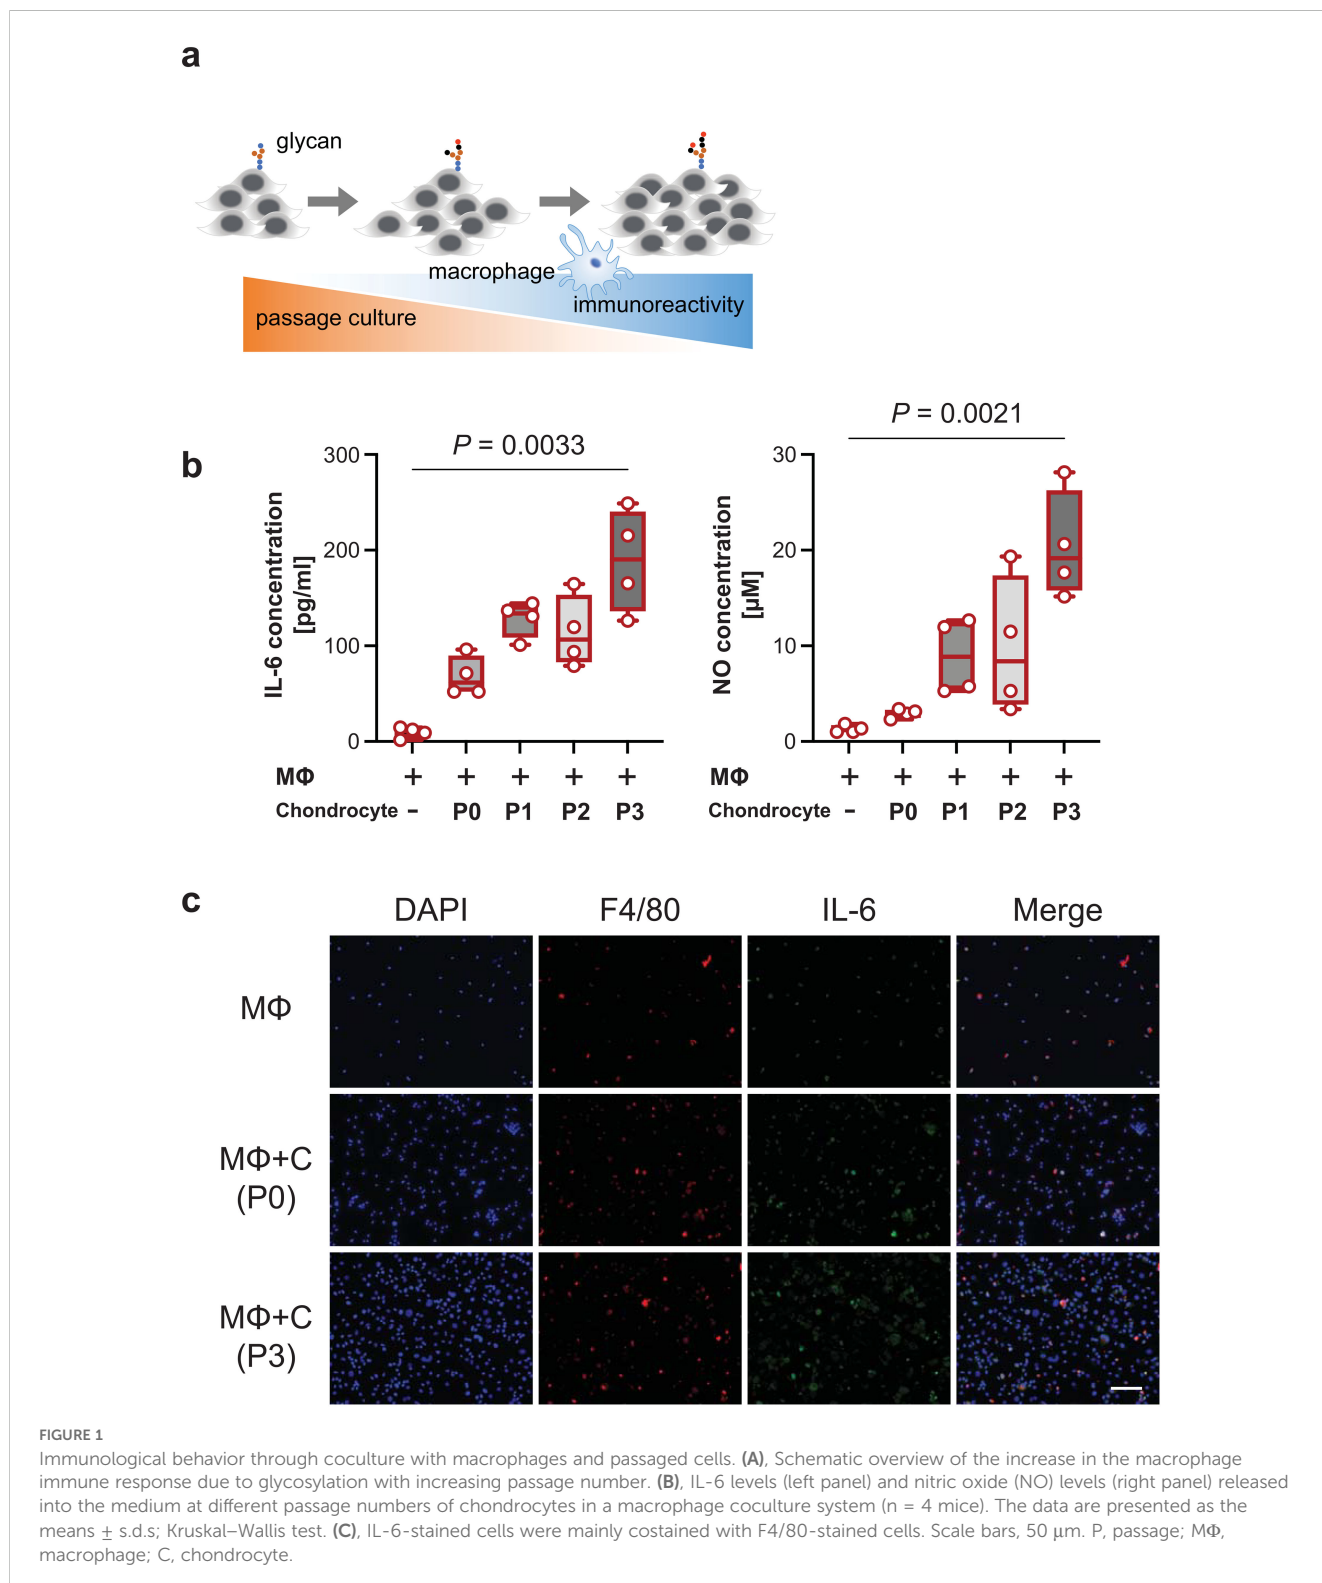 a
glycan
macrophage
immunoreactivity
passage culture
b
P = 0.0033
IL-6 concentration
[pg/ml]
300
200
100
0
MΦ + + + + +
Chondrocyte - P0 P1 P2 P3
P = 0.0021
NO concentration
[μM]
30
20
10
0
MΦ + + + + +
Chondrocyte - P0 P1 P2 P3
c
DAPI F4/80 IL-6 Merge
MΦ
MΦ+C
(P0)
MΦ+C
(P3)
FIGURE 1
Immunological behavior through coculture with macrophages and passaged cells. (A), Schematic overview of the increase in the macrophage
immune response due to glycosylation with increasing passage number. (B), IL-6 levels (left panel) and nitric oxide (NO) levels (right panel) released
into the medium at different passage numbers of chondrocytes in a macrophage coculture system (n = 4 mice). The data are presented as the
means ± s.d.s; Kruskal–Wallis test. (C), IL-6-stained cells were mainly costained with F4/80-stained cells. Scale bars, 50 μm. P, passage; MΦ,
macrophage; C, chondrocyte.